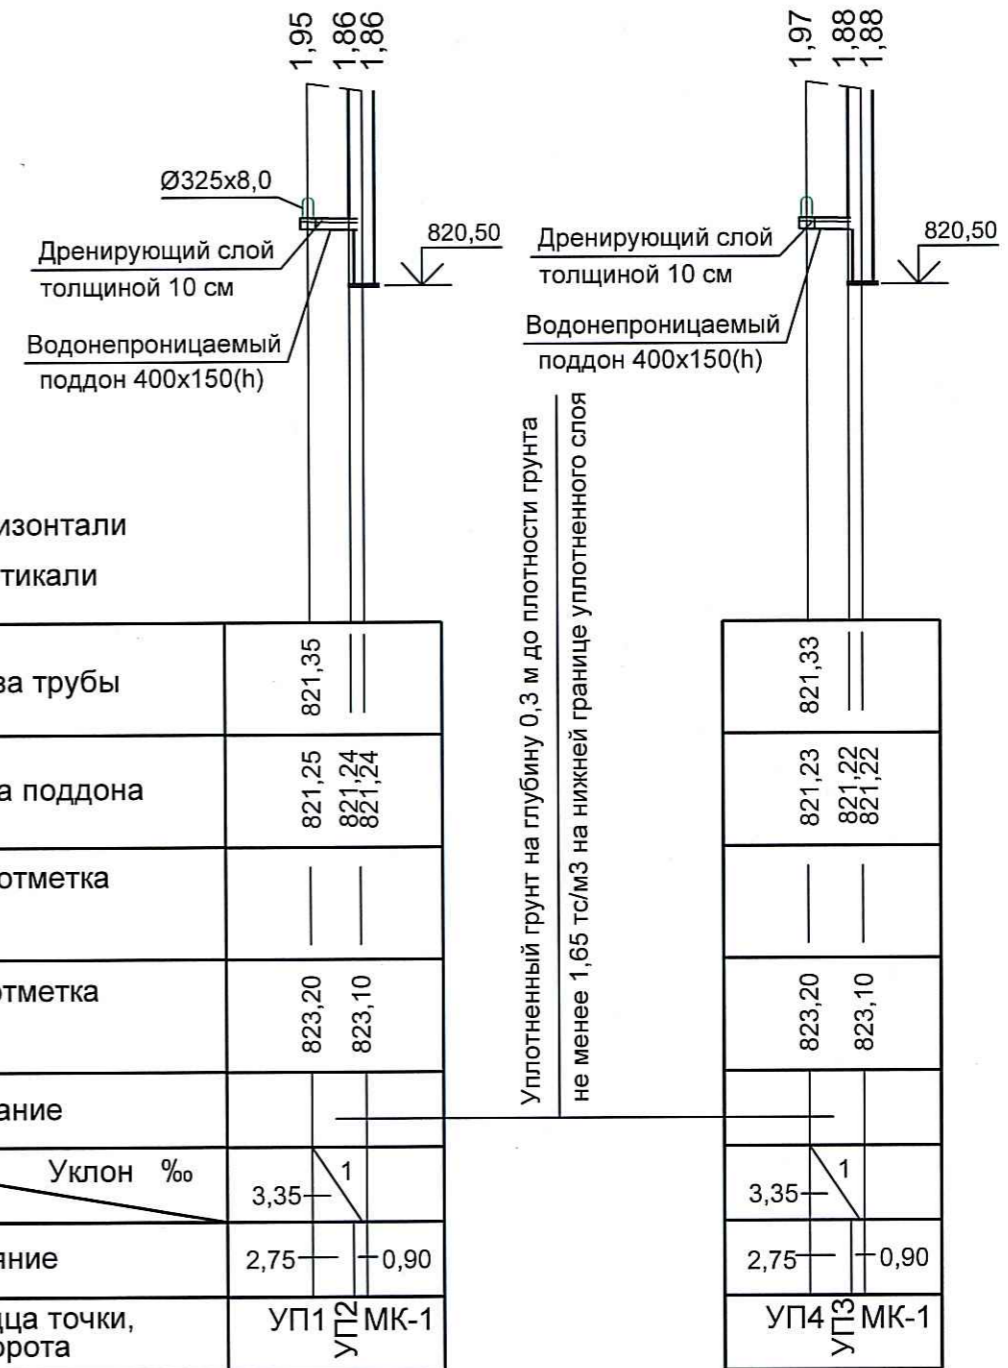 1,95
1,86
1,86
1,97
1,88
1,88
Ø325x8,0
Дренирующий слой
толщиной 10 см
Водонепроницаемый
поддон 400x150(h)
820,50
Дренирующий слой
толщиной 10 см
Водонепроницаемый
поддон 400x150(h)
820,50
Уплотненный грунт на глубину 0,3 м до плотности грунта
не менее 1,65 тс/м3 на нижней границе уплотненного слоя
изонтали
тикали
за трубы
821,35
821,33
а поддона
821,25
821,24
821,24
821,23
821,22
821,22
отметка
отметка
823,20
823,10
823,20
823,10
ание
Уклон ‰
3,35
1
3,35
1
яние
2,75
0,90
2,75
0,90
ца точки,
орота
УП1
УП2
МК-1
УП4
УП3
МК-1